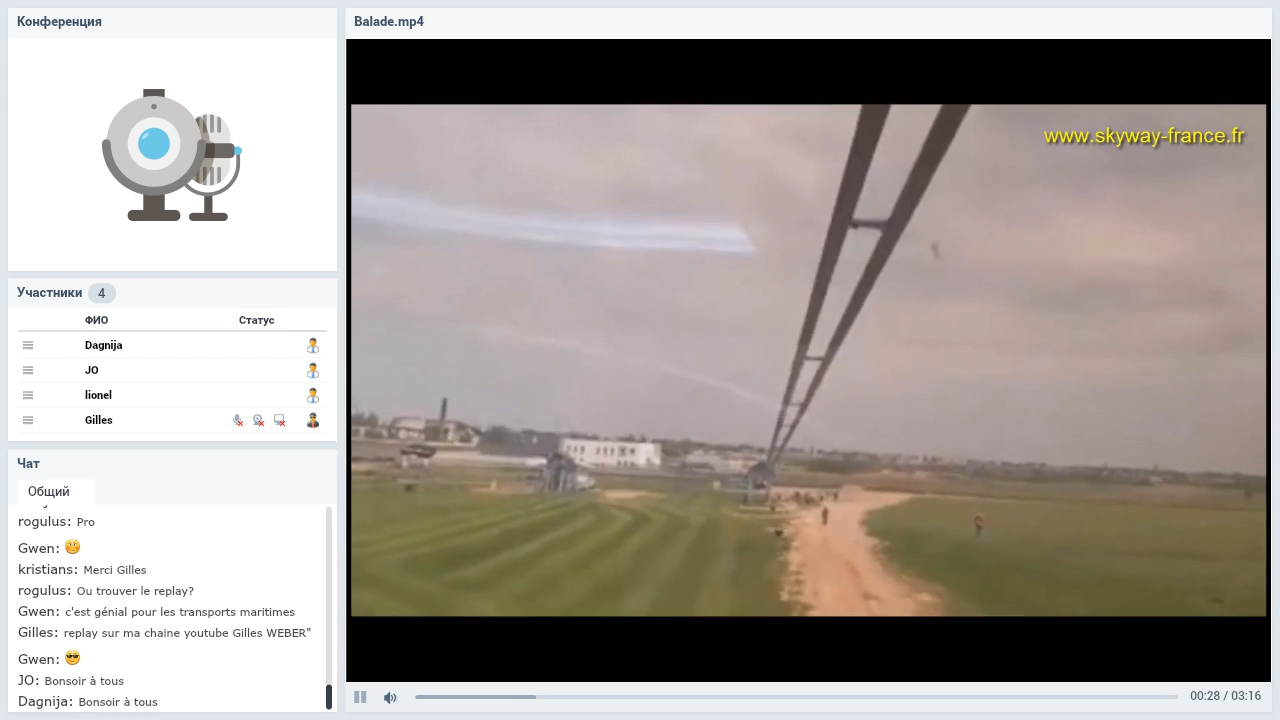 Конференция
Balade.mp4
www.skyway-france.fr
Участники 4
ФИО Статус
Dagnija
JO
lionel
Gilles
Чат
Общий
rogulus: Pro
Gwen:
kristians: Merci Gilles
rogulus: Ou trouver le replay?
Gwen: c'est génial pour les transports maritimes
Gilles: replay sur ma chaine youtube Gilles WEBER"
Gwen:
JO: Bonsoir à tous
Dagnija: Bonsoir à tous
00:28 / 03:16